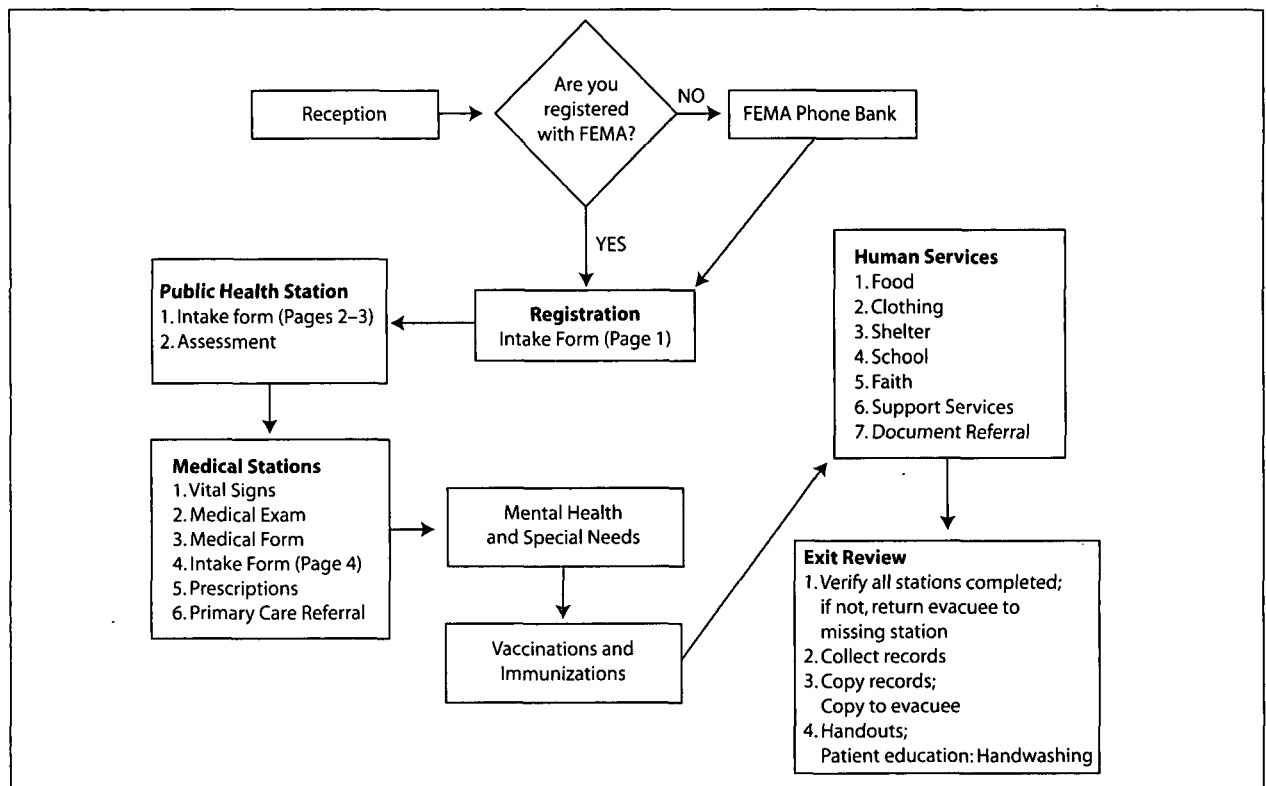 Reception
Are you
registered
with FEMA?
NO
FEMA Phone Bank
YES
Registration
Intake Form (Page 1)
Public Health Station
1. Intake form (Pages 2–3)
2. Assessment
Medical Stations
1. Vital Signs
2. Medical Exam
3. Medical Form
4. Intake Form (Page 4)
5. Prescriptions
6. Primary Care Referral
Mental Health
and Special Needs
Vaccinations and
Immunizations
Human Services
1. Food
2. Clothing
3. Shelter
4. School
5. Faith
6. Support Services
7. Document Referral
Exit Review
1. Verify all stations completed;
if not, return evacuee to
missing station
2. Collect records
3. Copy records;
Copy to evacuee
4. Handouts;
Patient education: Handwashing